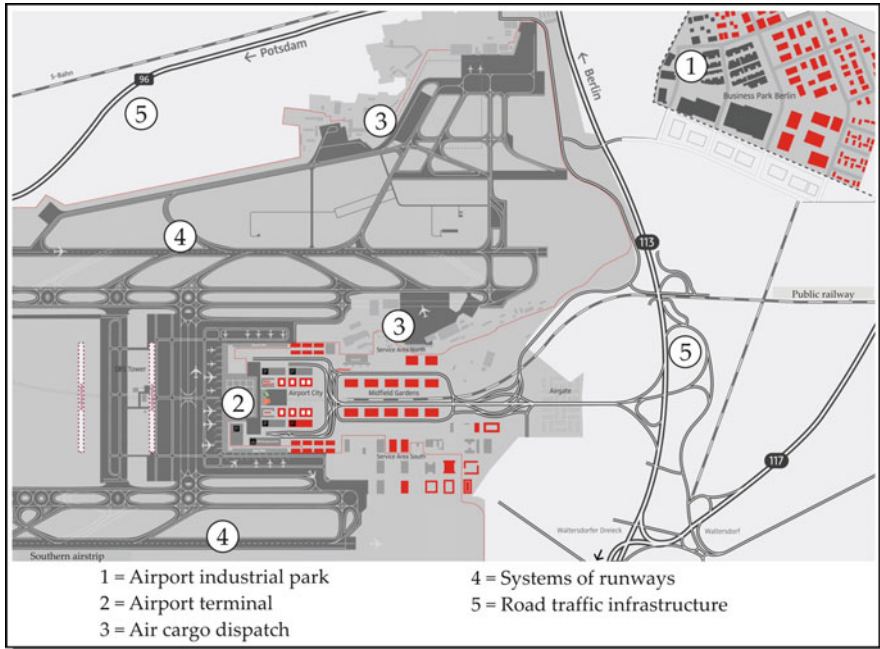 ← Potsdam
S-Bahn
96
5
3
← Berlin
1
Business Park Berlin
4
113
Public railway
3
5
Service Area North
DFS Tower
2
Airport City
Midfield Gardens
Airgate
Service Area South
117
4
Waltersdorfer Dreieck
Waltersdorf
Southern airstrip
1 = Airport industrial park
2 = Airport terminal
3 = Air cargo dispatch
4 = Systems of runways
5 = Road traffic infrastructure